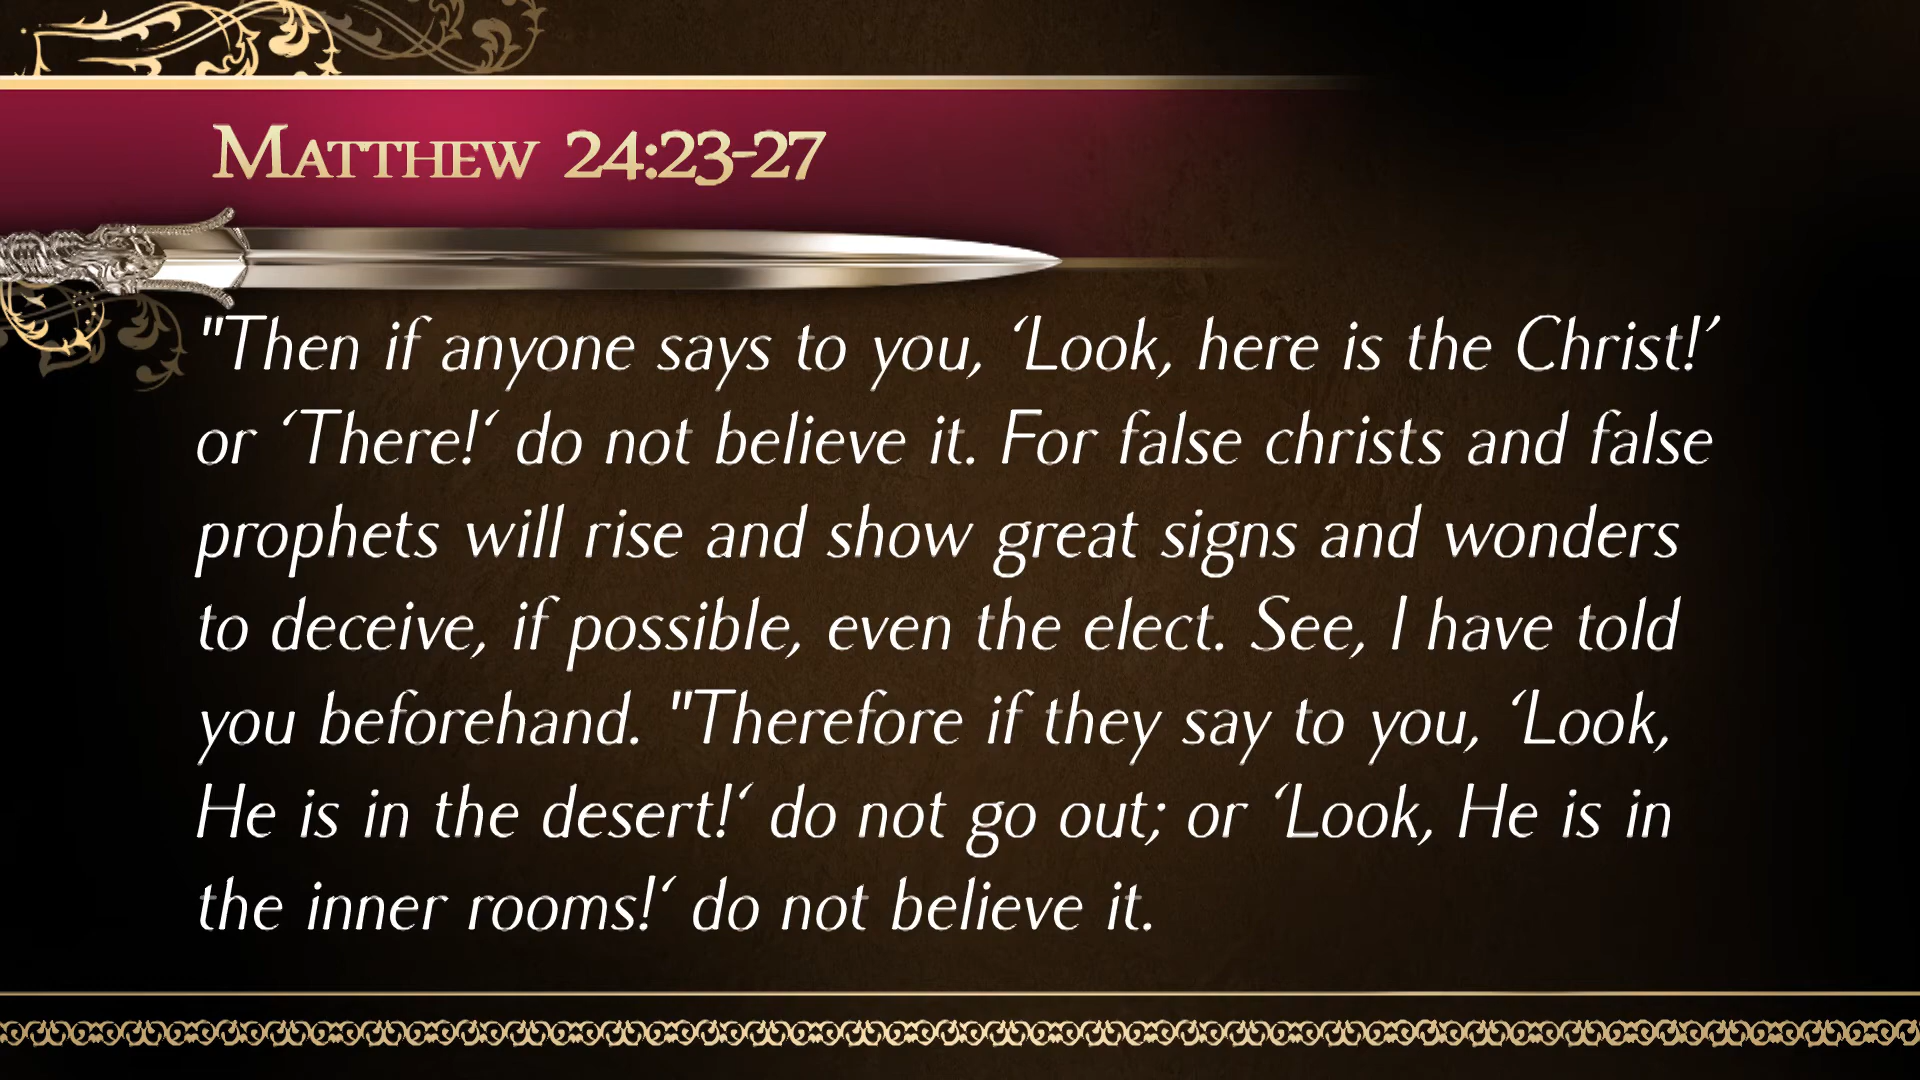 Matthew 24:23-27
"Then if anyone says to you, ‘Look, here is the Christ!’
or ‘There!‘ do not believe it. For false christs and false
prophets will rise and show great signs and wonders
to deceive, if possible, even the elect. See, I have told
you beforehand. "Therefore if they say to you, ‘Look,
He is in the desert!‘ do not go out; or ‘Look, He is in
the inner rooms!‘ do not believe it.